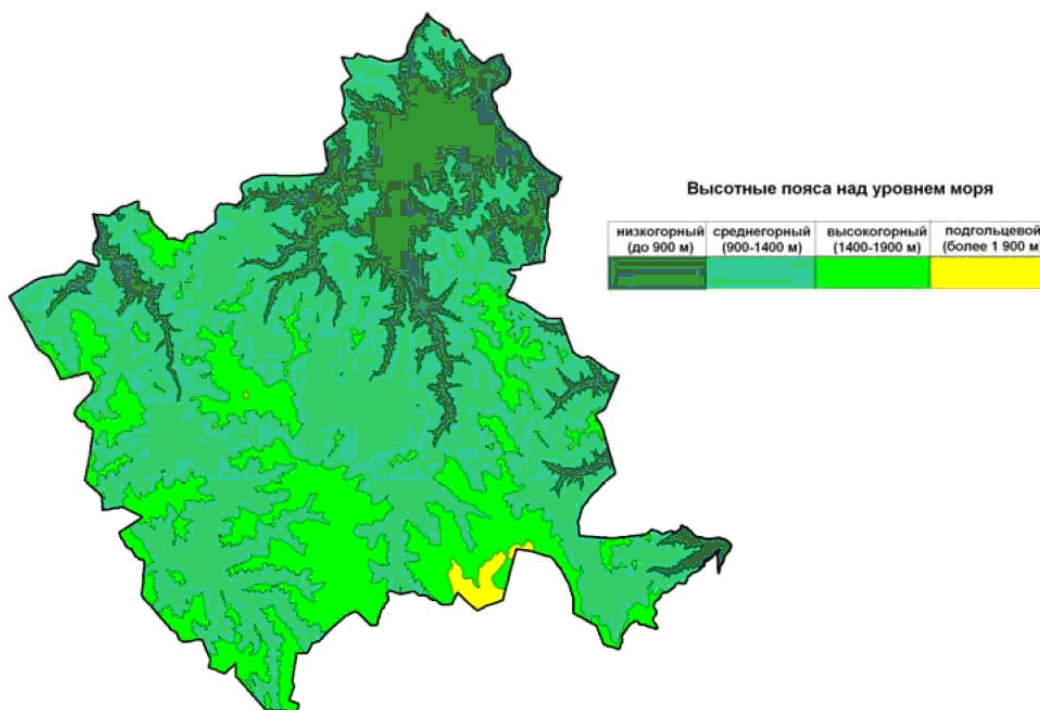 Высотные пояса над уровнем моря
низкогорный среднегорный высокогорный подгольцевой
(до 900 м) (900-1400 м) (1400-1900 м) (более 1 900 м)